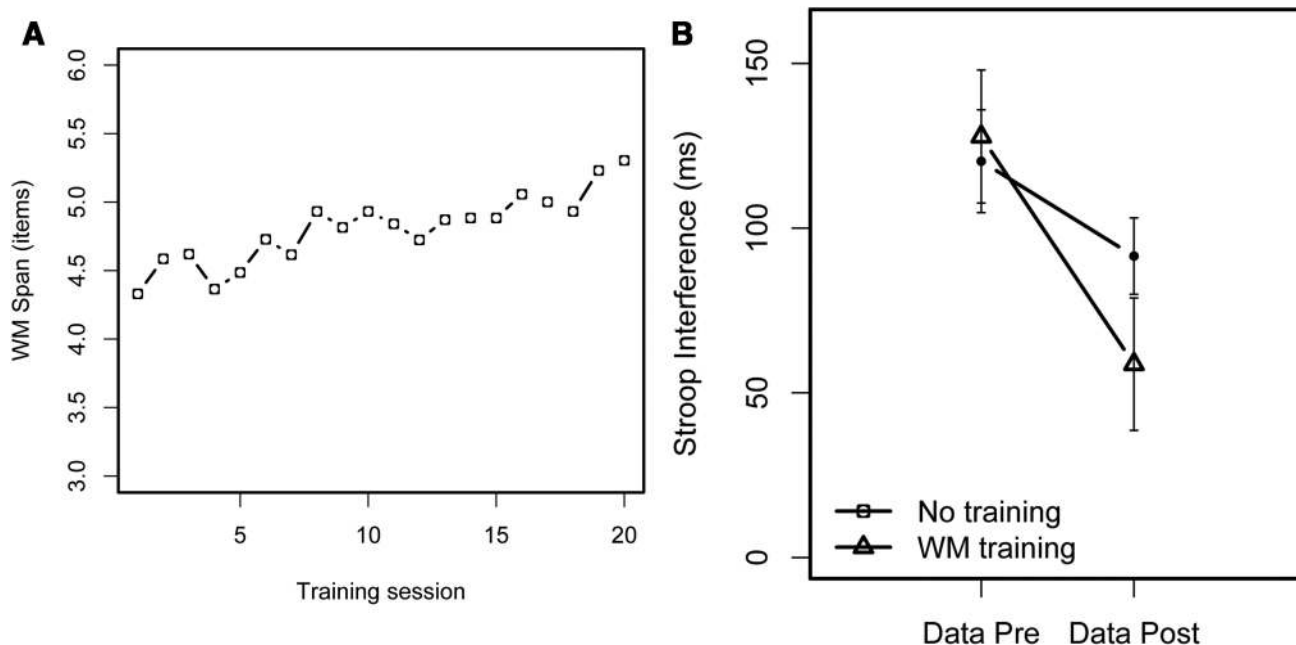 A
WM Span (items)
6.0
5.5
5.0
4.5
4.0
3.5
3.0
5
10
15
20
Training session
B
Stroop Interference (ms)
150
100
50
0
No training
WM training
Data Pre
Data Post